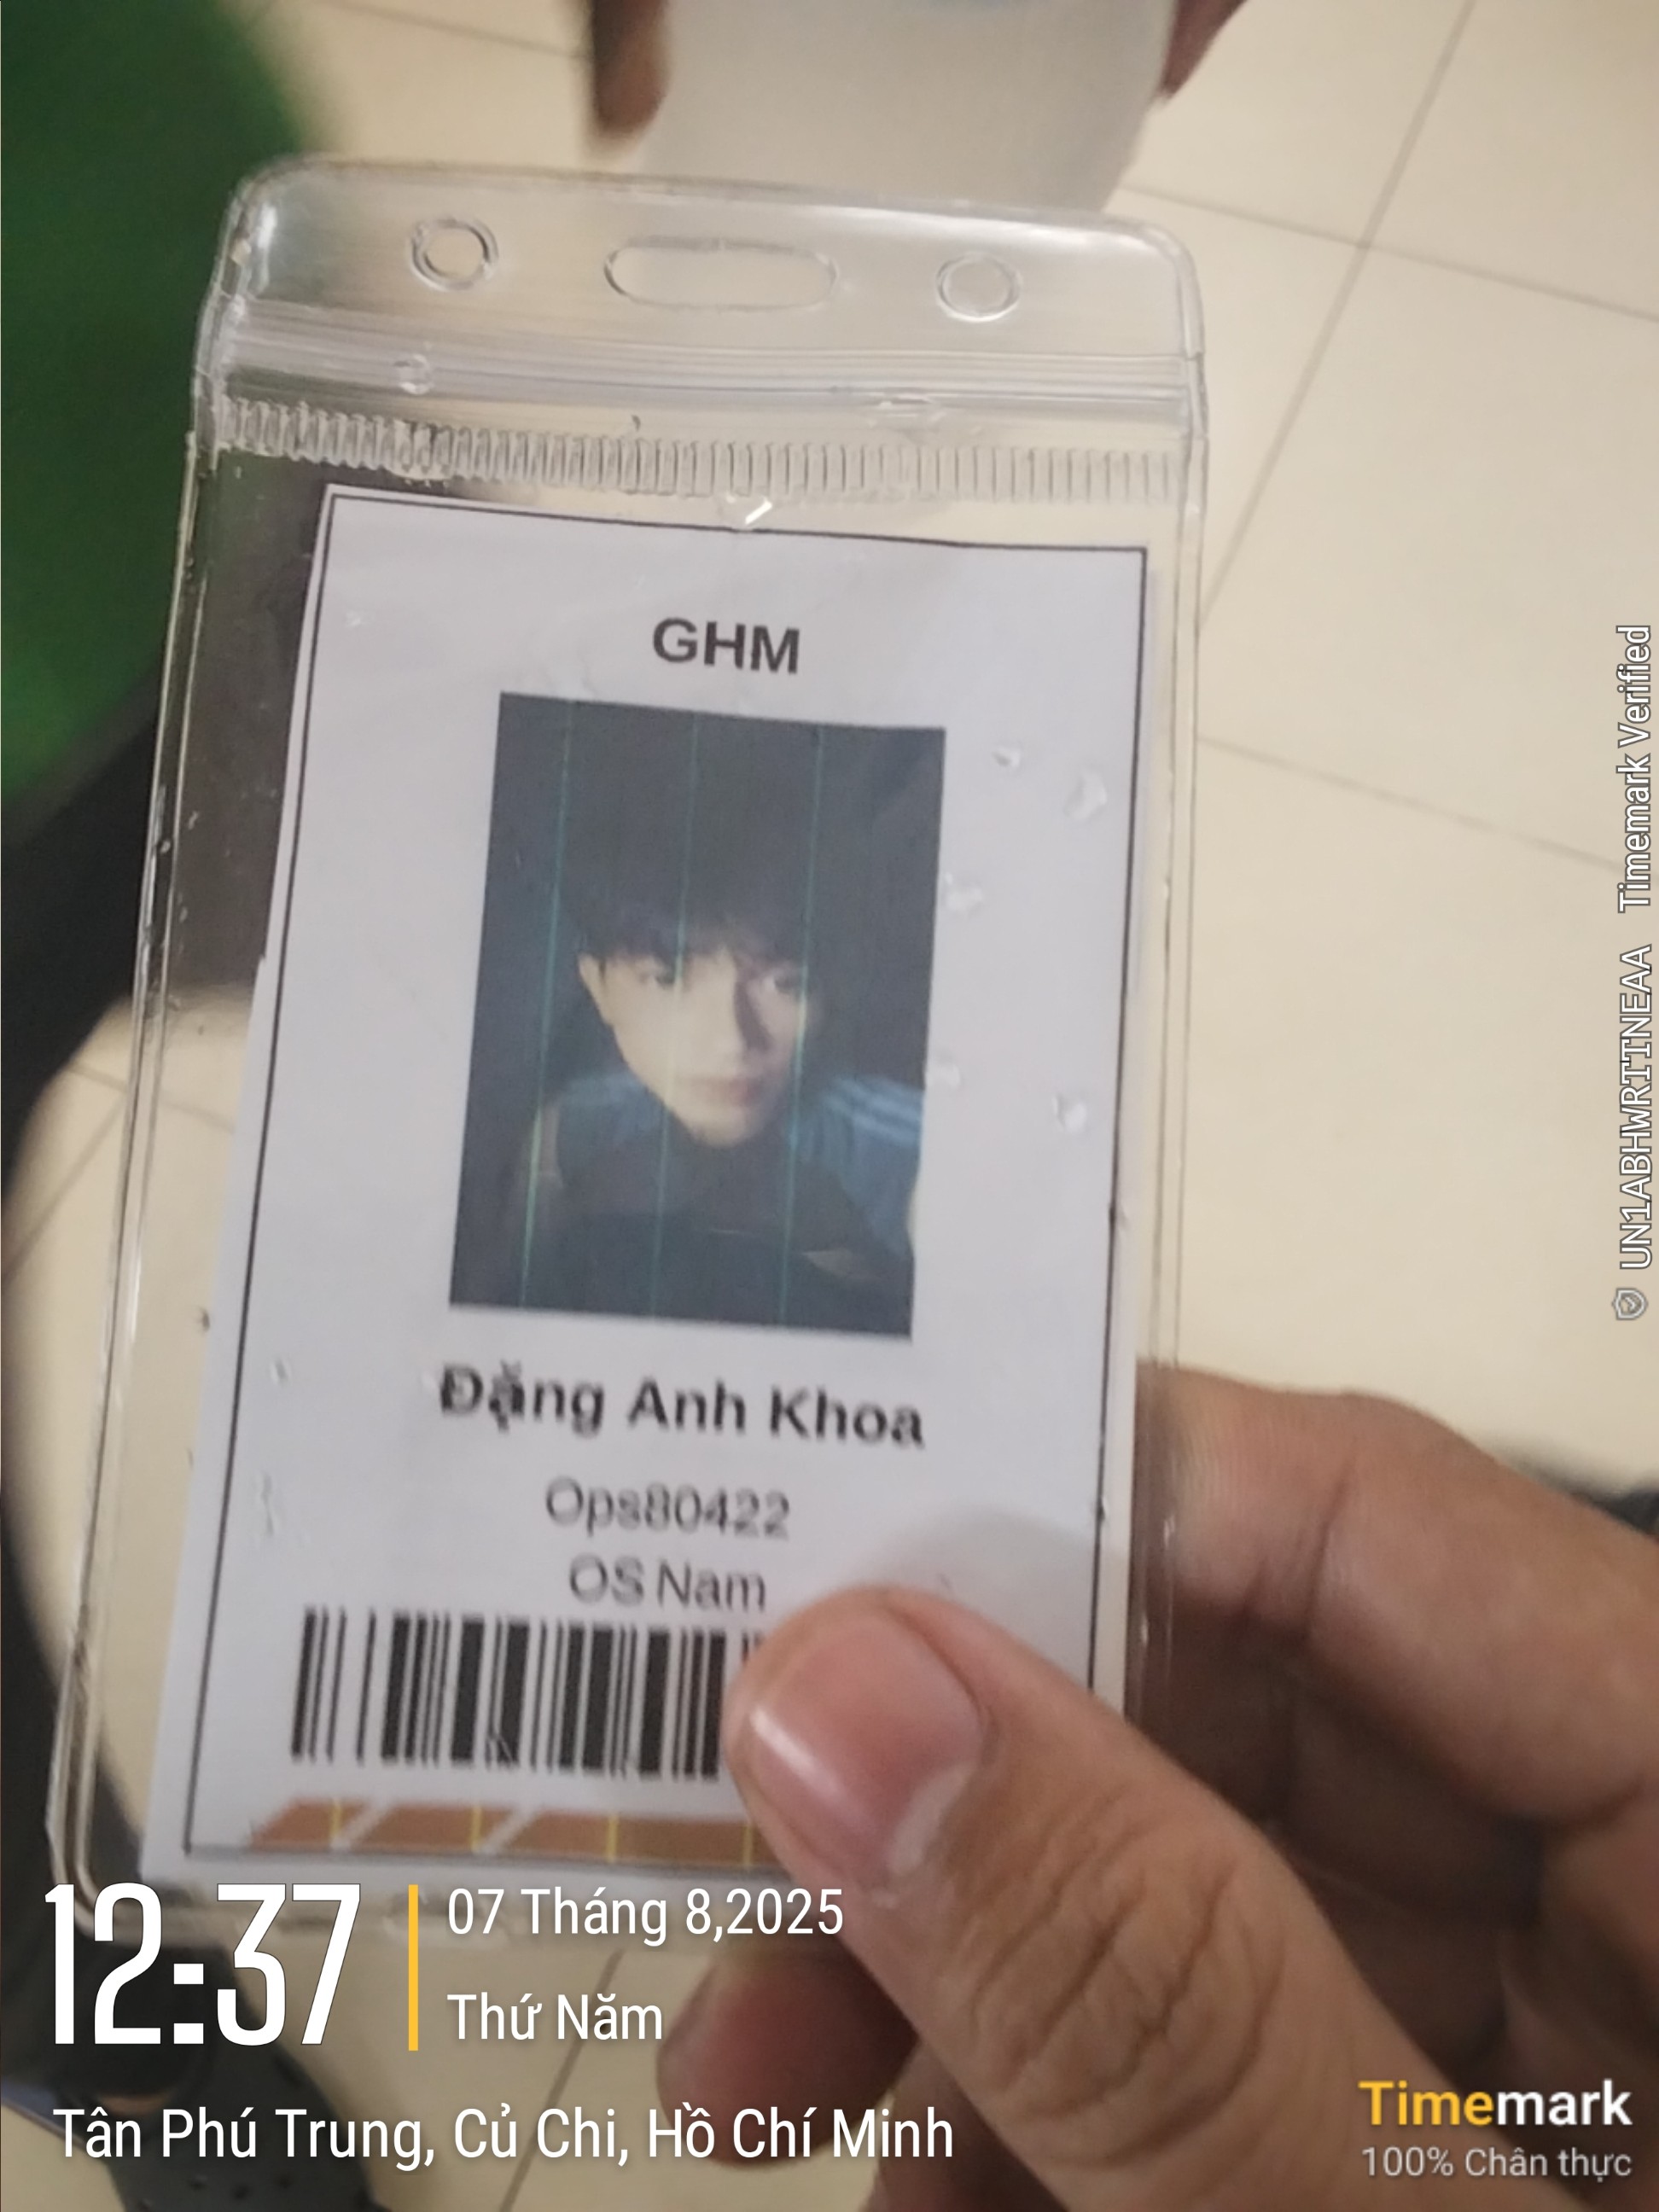 GHM
Đặng Anh Khoa
Ops80422
OS Nam
12:37
07 Tháng 8,2025
Thứ Năm
Tân Phú Trung, Củ Chi, Hồ Chí Minh
Timemark
100% Chân thực
UN1ABHWRITNEAA Timemark Verified